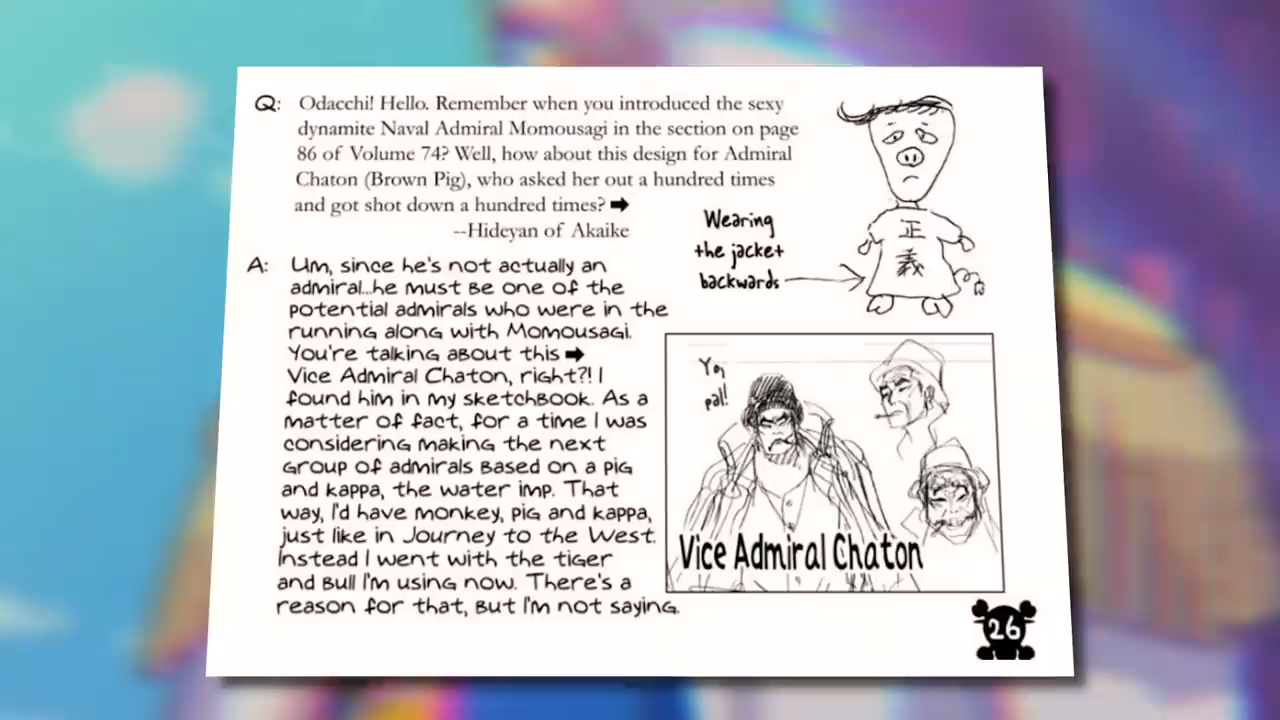 Q: Odacchi! Hello. Remember when you introduced the sexy
dynamite Naval Admiral Momousagi in the section on page
86 of Volume 74? Well, how about this design for Admiral
Chaton (Brown Pig), who asked her out a hundred times
and got shot down a hundred times? ➡
--Hideyan of Akaike
Wearing
the jacket
backwards
正
義
A: Um, since he's not actually an
admiral...he must be one of the
potential admirals who were in the
running along with Momousagi.
You're talking about this ➡
Vice Admiral Chaton, right?! I
found him in my sketchbook. As a
matter of fact, for a time I was
considering making the next
group of admirals based on a pig
and kappa, the water imp. That
way, I'd have monkey, pig and kappa,
just like in Journey to the West.
Instead I went with the tiger
and bull I'm using now. There's a
reason for that, but I'm not saying.
Yo,
pal!
Vice Admiral Chaton
26